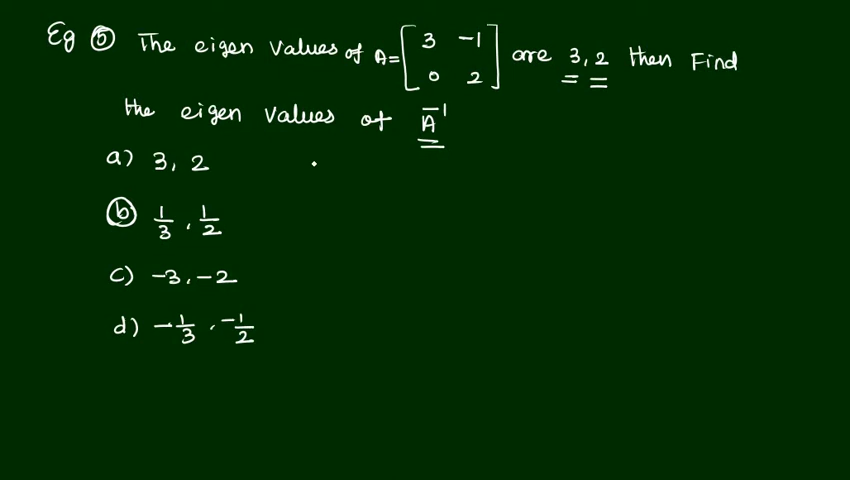 Eg ⑤ The eigen values of A= [3 -1
0 2] are 3, 2 then Find
the eigen values of A⁻¹
a) 3, 2
ⓑ 1/3, 1/2
c) -3, -2
d) -1/3, -1/2